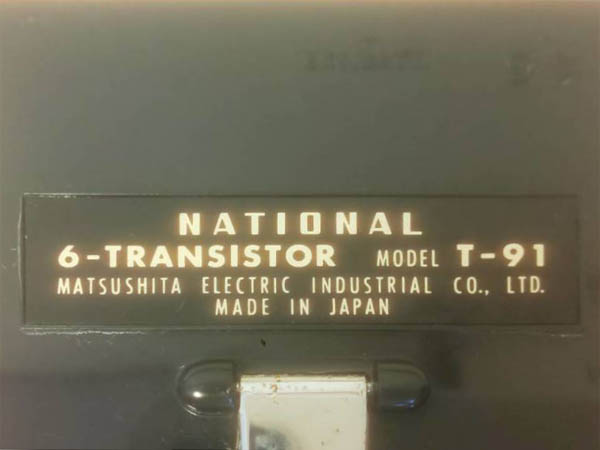 NATIONAL
6-TRANSISTOR MODEL T-91
MATSUSHITA ELECTRIC INDUSTRIAL CO., LTD.
MADE IN JAPAN